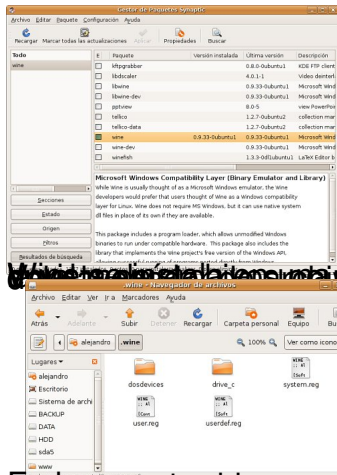 Gestor de Paquetes Synaptic
Archivo Editar Paquete Configuración Ayuda
Recargar Marcar todas las actualizaciones Aplicar Propiedades Buscar
Todo
wine
E Paquete Versión instalada Última versión Descripción
kftpgrabber 0.8.0-0ubuntu1 KDE FTP client
libdscaler 4.0.1-1 Video deinterl
libwine 0.9.33-0ubuntu1 Microsoft Wind
libwine-dev 0.9.33-0ubuntu1 Microsoft Wind
pptview 8.0-5 view PowerPoin
tellico 1.2.7-0ubuntu2 collection mar
tellico-data 1.2.7-0ubuntu2 collection mar
wine 0.9.33-0ubuntu1 0.9.33-0ubuntu1 Microsoft Wind
wine-dev 0.9.33-0ubuntu1 Microsoft Wind
winefish 1.3.3-0dl1ubuntu1 LaTeX Editor b
Secciones
Estado
Origen
Filtros
Resultados de búsqueda
Microsoft Windows Compatibility Layer (Binary Emulator and Library)
While Wine is usually thought of as a Microsoft Windows emulator, the Wine
developers would prefer that users thought of Wine as a Windows compatibility
layer for Linux. Wine does not require MS Windows, but it can use native system
dll files in place of its own if they are available.
This package includes a program loader, which allows unmodified Windows
binaries to run under compatible hardware. This package also includes the
library that implements the Wine project's free version of the Windows API,
.wine - Navegador de archivos
Archivo Editar Ver Ir a Marcadores Ayuda
Atrás Adelante Subir Detener Recargar Carpeta personal Equipo Bu
alejandro .wine 100% Ver como icono
Lugares
alejandro
Escritorio
Sistema de archi
BACKUP
DATA
HDD
sda5
www
dosdevices drive_c system.reg
user.reg userdef.reg